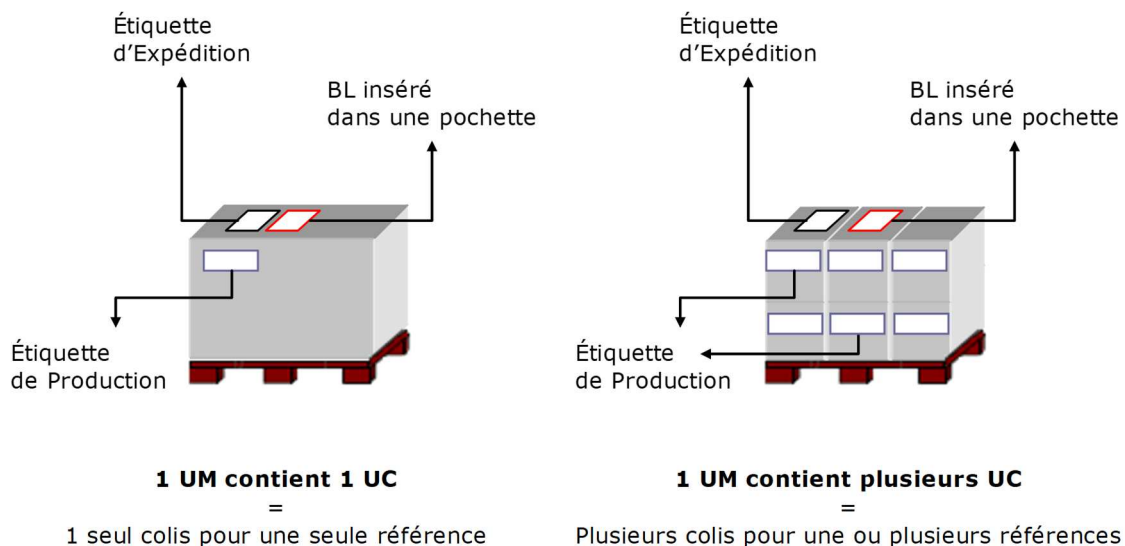 Étiquette
d'Expédition
BL inséré
dans une pochette
Étiquette
de Production
1 UM contient 1 UC
=
1 seul colis pour une seule référence
Étiquette
d'Expédition
BL inséré
dans une pochette
Étiquette
de Production
1 UM contient plusieurs UC
=
Plusieurs colis pour une ou plusieurs références